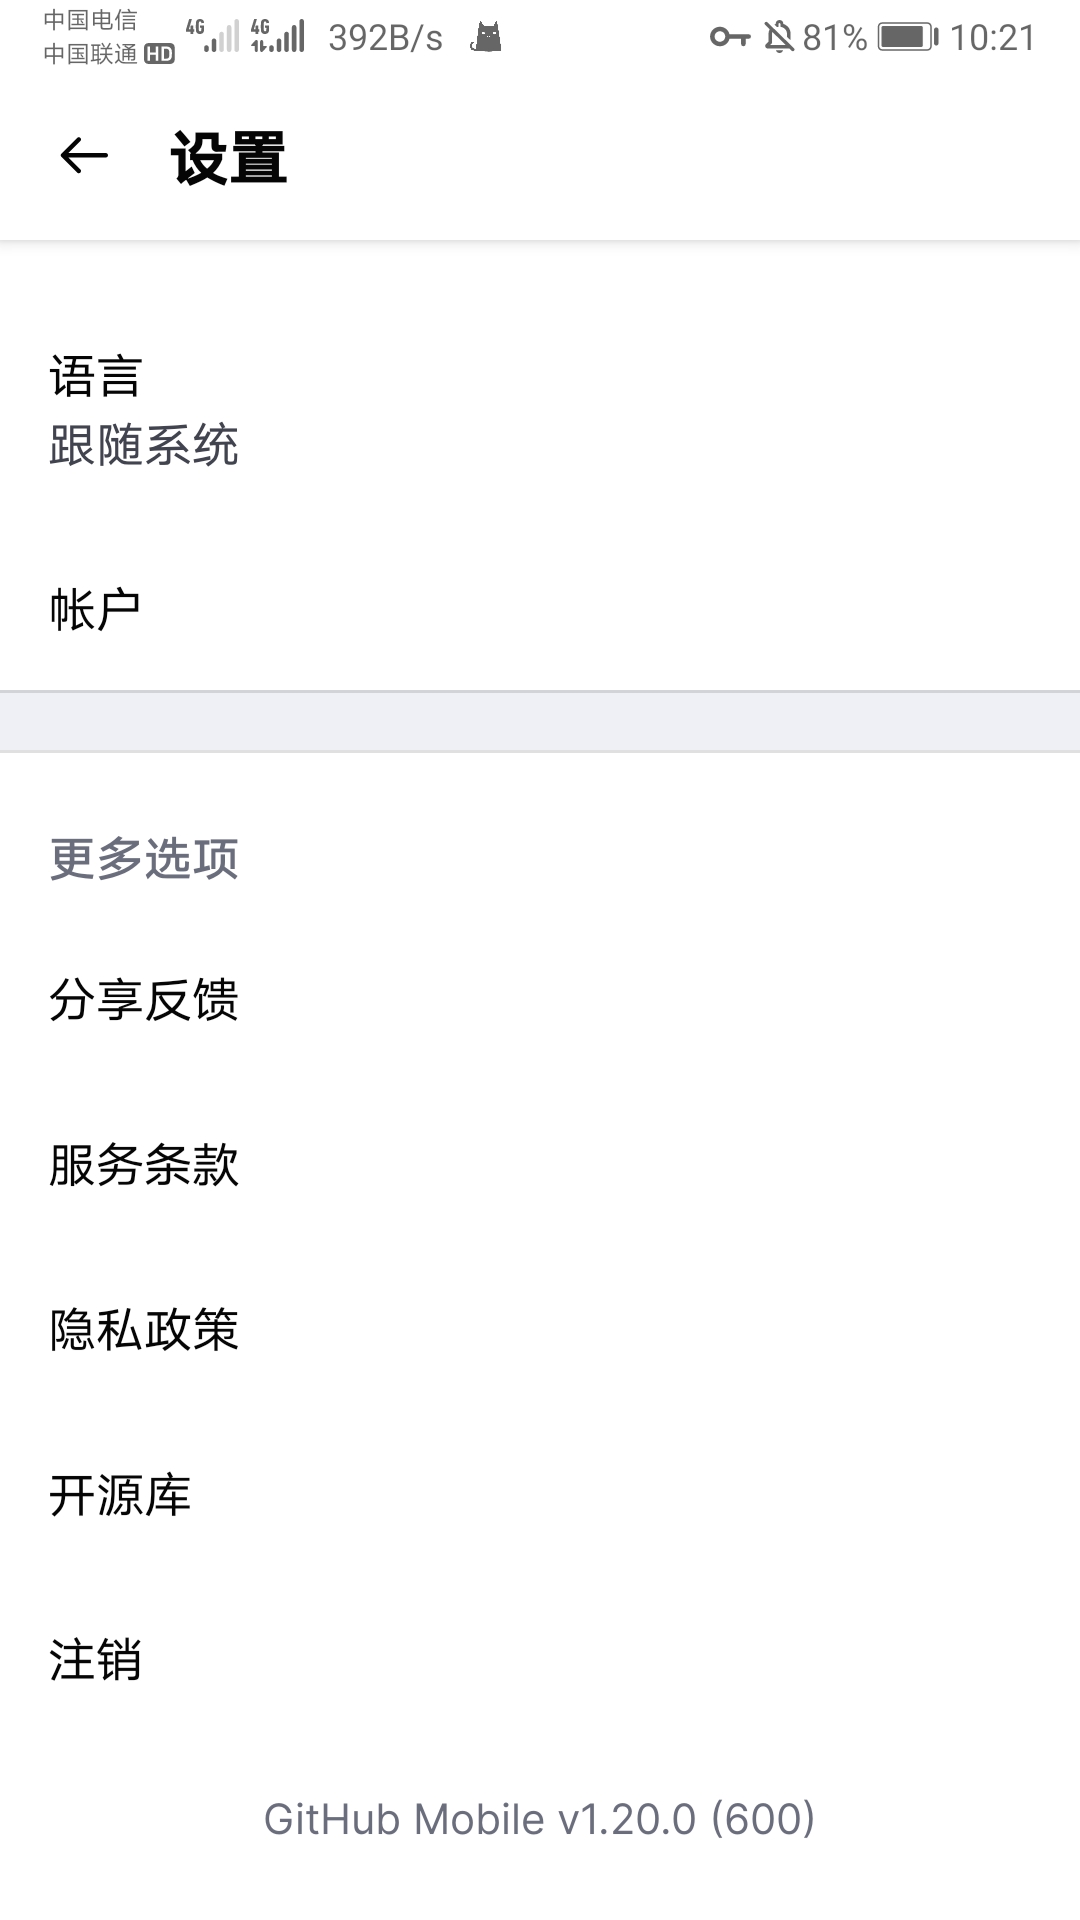 中国电信 4G 4G 392B/s 81% 10:21
中国联通 HD
设置
语言
跟随系统
帐户
更多选项
分享反馈
服务条款
隐私政策
开源库
注销
GitHub Mobile v1.20.0 (600)